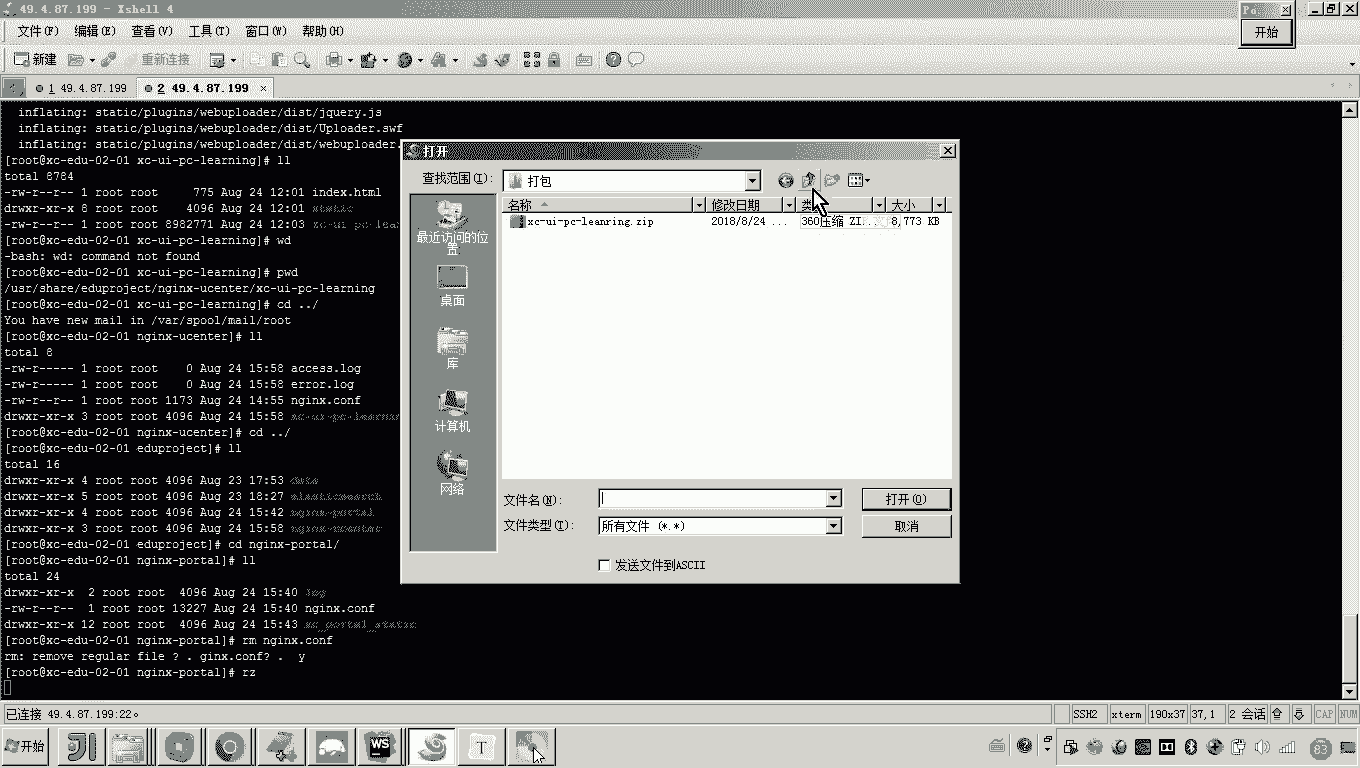 49.4.87.199 - Xshell 4
文件(F) 编辑(E) 查看(V) 工具(T) 窗口(W) 帮助(H)
开始
新建 重新连接
1 49.4.87.199 2 49.4.87.199 ×
inflating: static/plugins/webuploader/dist/jquery.js
inflating: static/plugins/webuploader/dist/Uploader.swf
inflating: static/plugins/webuploader/dist/webuploader.
[root@xc-edu-02-01 xc-ui-pc-learning]# ll
total 8784
-rw-r--r-- 1 root root     775 Aug 24 12:01 index.html
drwxr-xr-x 8 root root    4096 Aug 24 12:01 static
-rw-r--r-- 1 root root 8982771 Aug 24 12:03 xc-ui-pc-lea
[root@xc-edu-02-01 xc-ui-pc-learning]# wd
-bash: wd: command not found
[root@xc-edu-02-01 xc-ui-pc-learning]# pwd
/usr/share/eduproject/nginx-ucenter/xc-ui-pc-learning
[root@xc-edu-02-01 xc-ui-pc-learning]# cd ../
You have new mail in /var/spool/mail/root
[root@xc-edu-02-01 nginx-ucenter]# ll
total 8
-rw-r----- 1 root root    0 Aug 24 15:58 access.log
-rw-r----- 1 root root    0 Aug 24 15:58 error.log
-rw-r--r-- 1 root root 1173 Aug 24 14:55 nginx.conf
drwxr-xr-x 3 root root 4096 Aug 24 15:58 xc-ui-pc-learn
[root@xc-edu-02-01 nginx-ucenter]# cd ../
[root@xc-edu-02-01 eduproject]# ll
total 16
drwxr-xr-x 4 root root 4096 Aug 23 17:53 data
drwxr-xr-x 5 root root 4096 Aug 23 18:27 elasticsearch
drwxr-xr-x 4 root root 4096 Aug 24 15:42 nginx-portal
drwxr-xr-x 3 root root 4096 Aug 24 15:58 nginx-ucenter
[root@xc-edu-02-01 eduproject]# cd nginx-portal/
[root@xc-edu-02-01 nginx-portal]# ll
total 24
drwxr-xr-x  2 root root  4096 Aug 24 15:40 log
-rw-r--r--  1 root root 13227 Aug 24 15:40 nginx.conf
drwxr-xr-x 12 root root  4096 Aug 24 15:43 xc_portal_static
[root@xc-edu-02-01 nginx-portal]# rm nginx.conf
rm: remove regular file ? . ginx.conf? .  y
[root@xc-edu-02-01 nginx-portal]# rz
打开
查找范围(I): 打包
最近访问的位置
桌面
库
计算机
网络
名称 修改日期 类 大小
xc-ui-pc-leanring.zip 2018/8/24 ... 360压缩 ZIP 8,773 KB
文件名(N): 打开(O)
文件类型(T): 所有文件 (*.*) 取消
发送文件到ASCII
已连接 49.4.87.199:22。 SSH2 xterm 190x37 37,1 2 会话 CAP NUM
开始 WS T 83